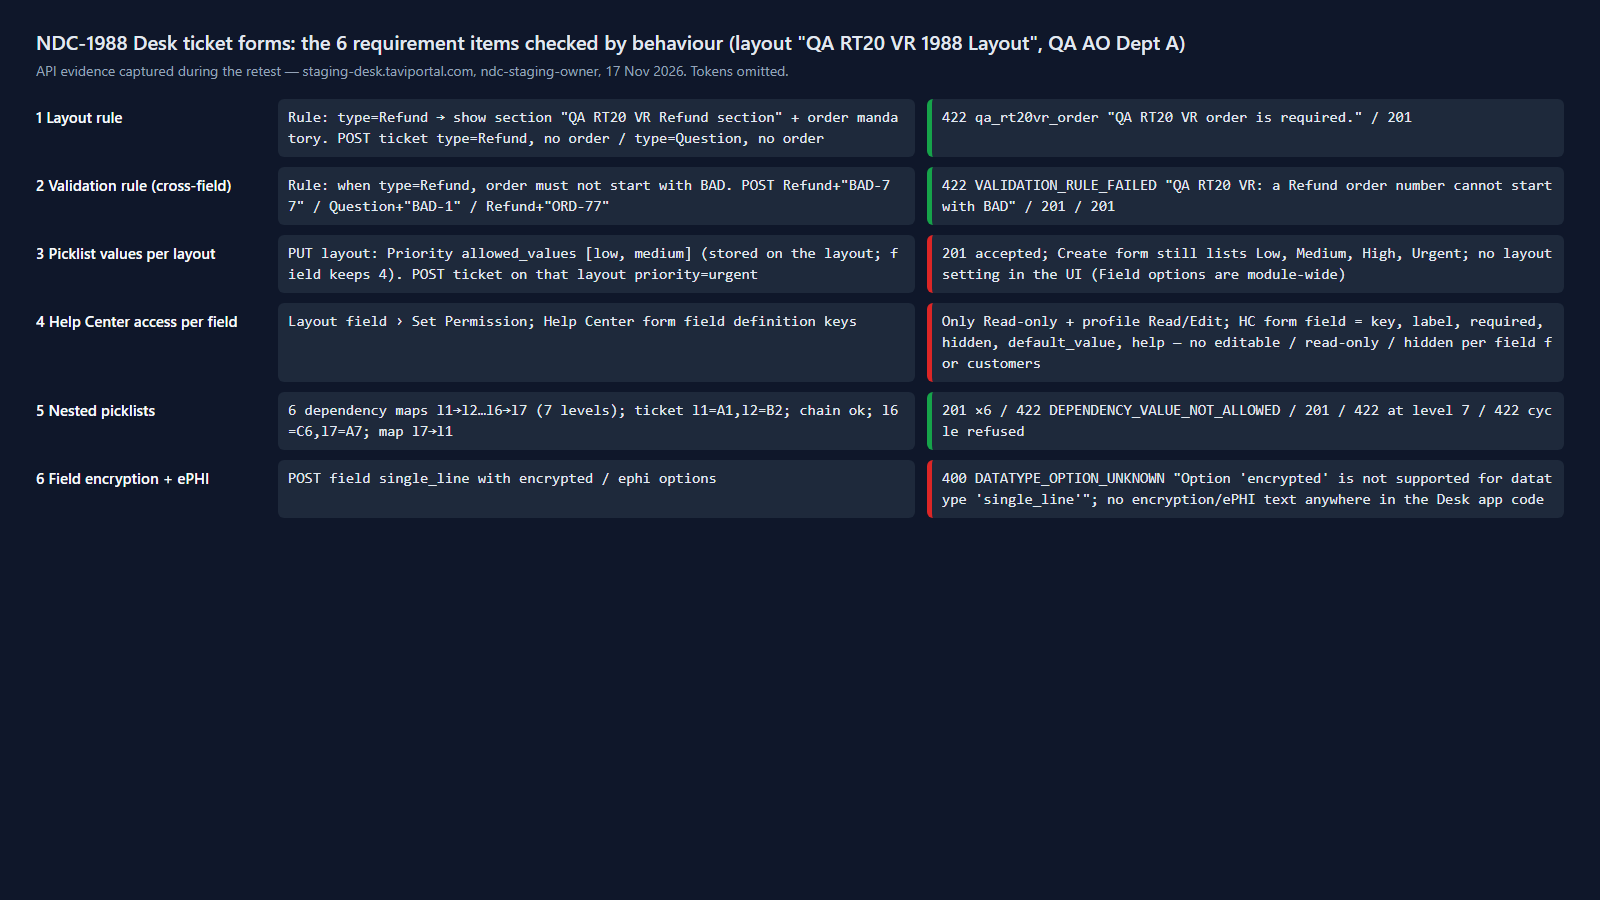 NDC-1988 Desk ticket forms: the 6 requirement items checked by behaviour (layout "QA RT20 VR 1988 Layout", QA AO Dept A)
API evidence captured during the retest — staging-desk.taviportal.com, ndc-staging-owner, 17 Nov 2026. Tokens omitted.
1 Layout rule
Rule: type=Refund → show section "QA RT20 VR Refund section" + order manda
tory. POST ticket type=Refund, no order / type=Question, no order
422 qa_rt20vr_order "QA RT20 VR order is required." / 201
2 Validation rule (cross-field)
Rule: when type=Refund, order must not start with BAD. POST Refund+"BAD-7
7" / Question+"BAD-1" / Refund+"ORD-77"
422 VALIDATION_RULE_FAILED "QA RT20 VR: a Refund order number cannot start
with BAD" / 201 / 201
3 Picklist values per layout
PUT layout: Priority allowed_values [low, medium] (stored on the layout; f
ield keeps 4). POST ticket on that layout priority=urgent
201 accepted; Create form still lists Low, Medium, High, Urgent; no layout
setting in the UI (Field options are module-wide)
4 Help Center access per field
Layout field › Set Permission; Help Center form field definition keys
Only Read-only + profile Read/Edit; HC form field = key, label, required,
hidden, default_value, help — no editable / read-only / hidden per field f
or customers
5 Nested picklists
6 dependency maps l1→l2…l6→l7 (7 levels); ticket l1=A1,l2=B2; chain ok; l6
=C6,l7=A7; map l7→l1
201 ×6 / 422 DEPENDENCY_VALUE_NOT_ALLOWED / 201 / 422 at level 7 / 422 cyc
le refused
6 Field encryption + ePHI
POST field single_line with encrypted / ephi options
400 DATATYPE_OPTION_UNKNOWN "Option 'encrypted' is not supported for datat
ype 'single_line'"; no encryption/ePHI text anywhere in the Desk app code